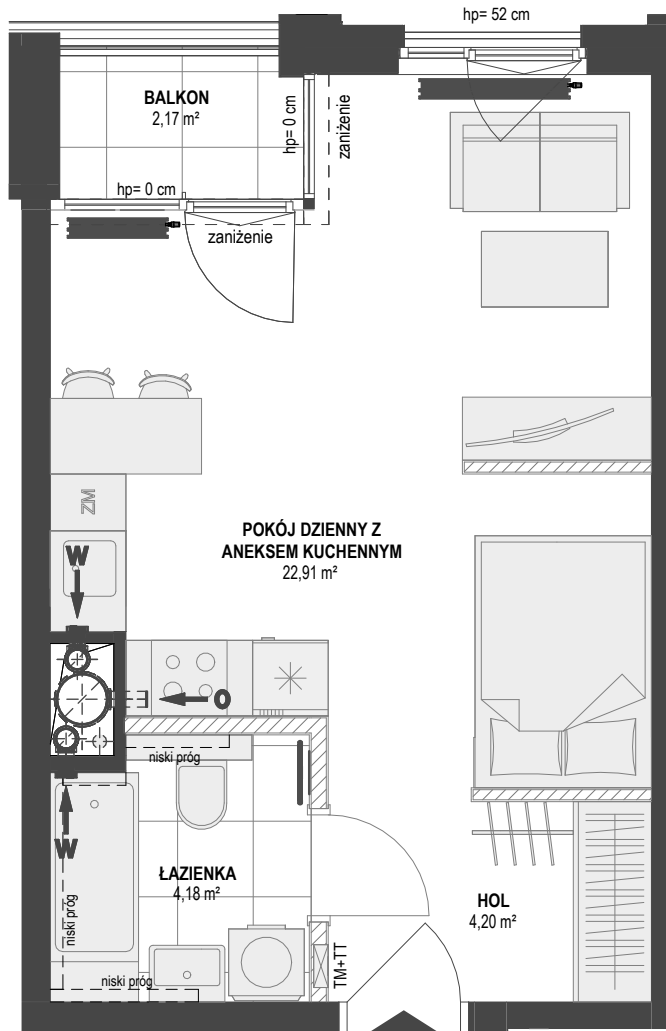 hp= 52 cm
BALKON
2,17 m²
hp= 0 cm
zaniżenie
hp= 0 cm
zaniżenie
ZM
POKÓJ DZIENNY Z
ANEKSEM KUCHENNYM
22,91 m²
W
O
niski próg
W
ŁAZIENKA
4,18 m²
HOL
4,20 m²
niski próg
niski próg
TM+TT